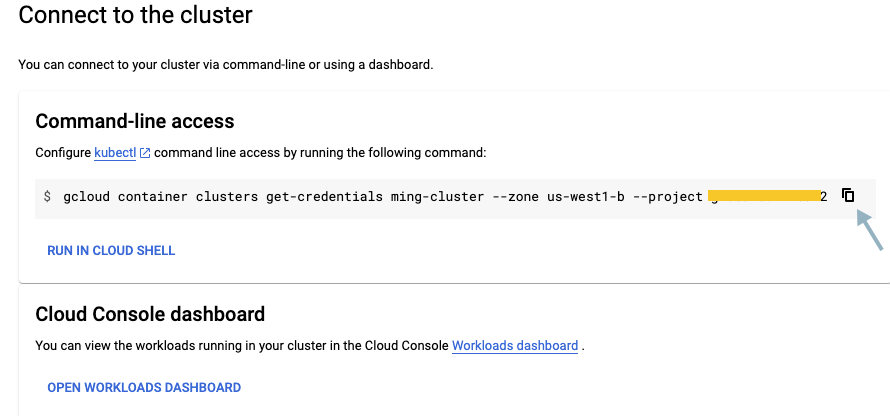 Connect to the cluster
You can connect to your cluster via command-line or using a dashboard.
Command-line access
Configure kubectl command line access by running the following command:
$ gcloud container clusters get-credentials ming-cluster --zone us-west1-b --project
RUN IN CLOUD SHELL
Cloud Console dashboard
You can view the workloads running in your cluster in the Cloud Console Workloads dashboard .
OPEN WORKLOADS DASHBOARD